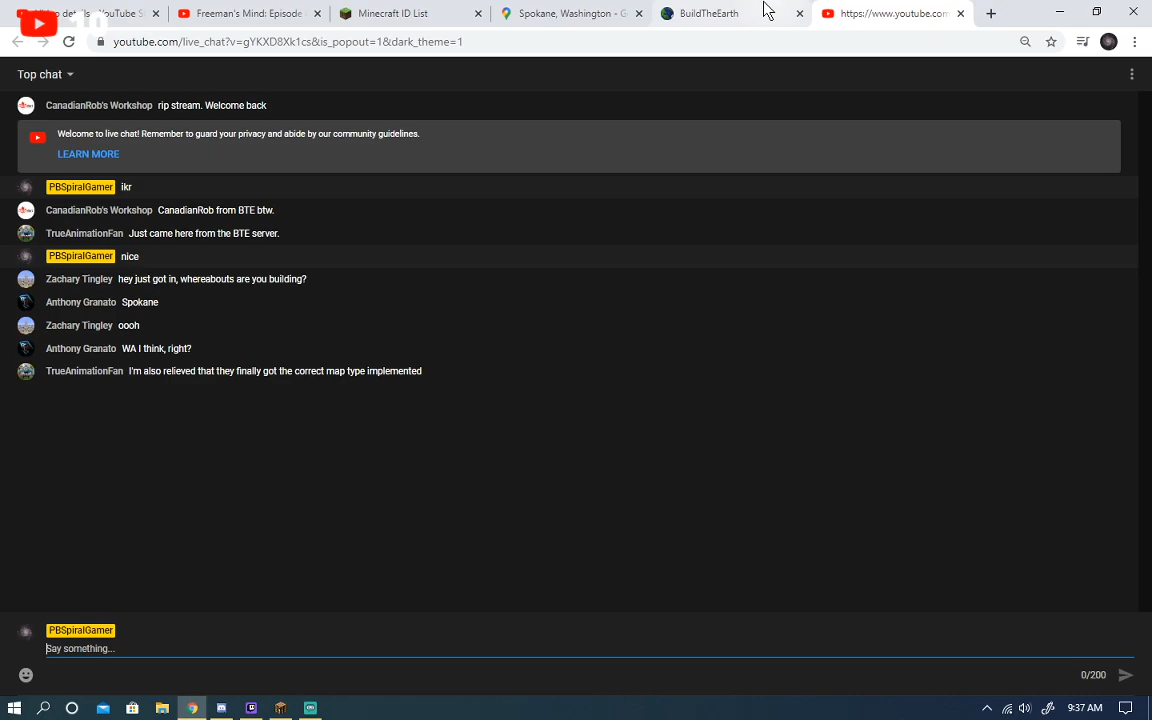 Video details - YouTube S
Freeman's Mind: Episode
Minecraft ID List
Spokane, Washington - G
BuildTheEarth
https://www.youtube.com
youtube.com/live_chat?v=gYKXD8Xk1cs&is_popout=1&dark_theme=1
Top chat
CanadianRob's Workshop rip stream. Welcome back
Welcome to live chat! Remember to guard your privacy and abide by our community guidelines.
LEARN MORE
PBSpiralGamer ikr
CanadianRob's Workshop CanadianRob from BTE btw.
TrueAnimationFan Just came here from the BTE server.
PBSpiralGamer nice
Zachary Tingley hey just got in, whereabouts are you building?
Anthony Granato Spokane
Zachary Tingley oooh
Anthony Granato WA I think, right?
TrueAnimationFan I'm also relieved that they finally got the correct map type implemented
PBSpiralGamer
Say something...
0/200
9:37 AM